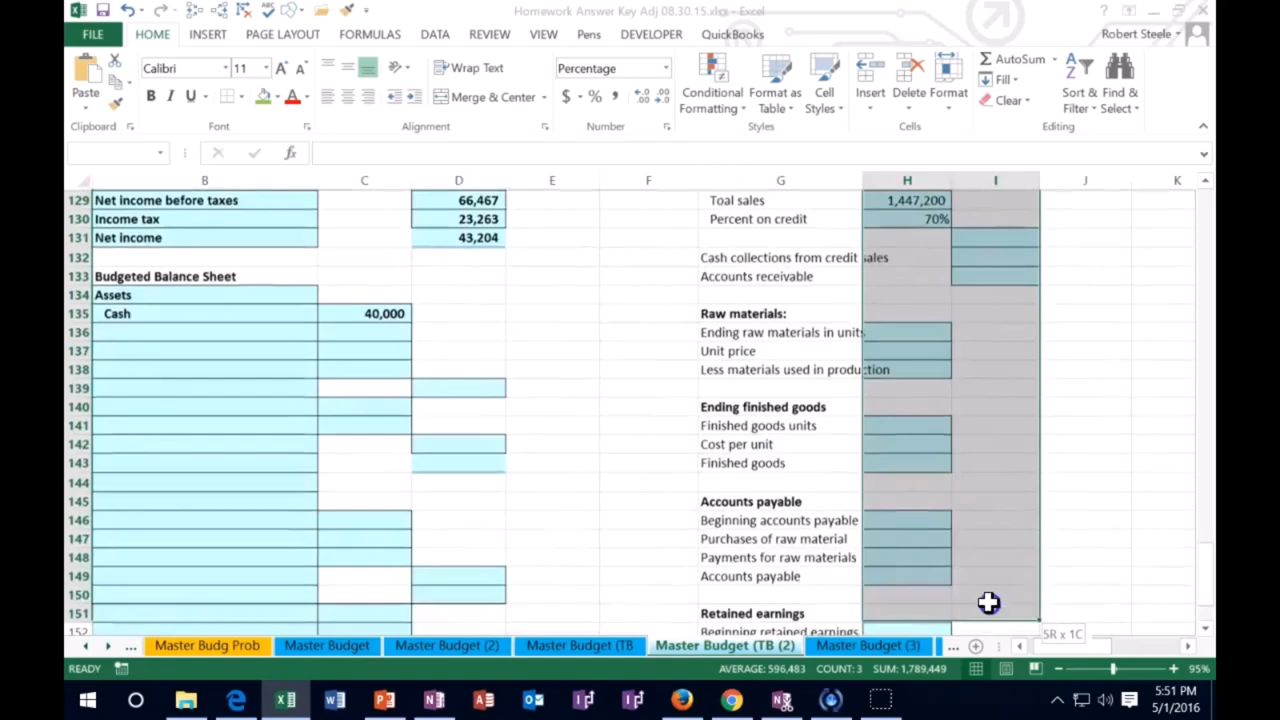 Homework Answer Key Adj 08.30.15.xlsx - Excel
FILE HOME INSERT PAGE LAYOUT FORMULAS DATA REVIEW VIEW Pens DEVELOPER QuickBooks Robert Steele
Calibri 11 Wrap Text Percentage AutoSum
Paste B I U Merge & Center $ % Conditional Formatting Format as Table Cell Styles Insert Delete Format Fill Clear Sort & Filter Find & Select
Clipboard Font Alignment Number Styles Cells Editing
fx
B C D E F G H I J K
129 Net income before taxes 66,467 Toal sales 1,447,200
130 Income tax 23,263 Percent on credit 70%
131 Net income 43,204
132 Cash collections from credit sales
133 Budgeted Balance Sheet Accounts receivable
134 Assets
135 Cash 40,000 Raw materials:
136 Ending raw materials in units
137 Unit price
138 Less materials used in production
139
140 Ending finished goods
141 Finished goods units
142 Cost per unit
143 Finished goods
144
145 Accounts payable
146 Beginning accounts payable
147 Purchases of raw material
148 Payments for raw materials
149 Accounts payable
150
151 Retained earnings
152 Beginning retained earnings
5R x 1C
... Master Budg Prob Master Budget Master Budget (2) Master Budget (TB Master Budget (TB (2) Master Budget (3) ...
READY AVERAGE: 596,483 COUNT: 3 SUM: 1,789,449 95%
5:51 PM
5/1/2016